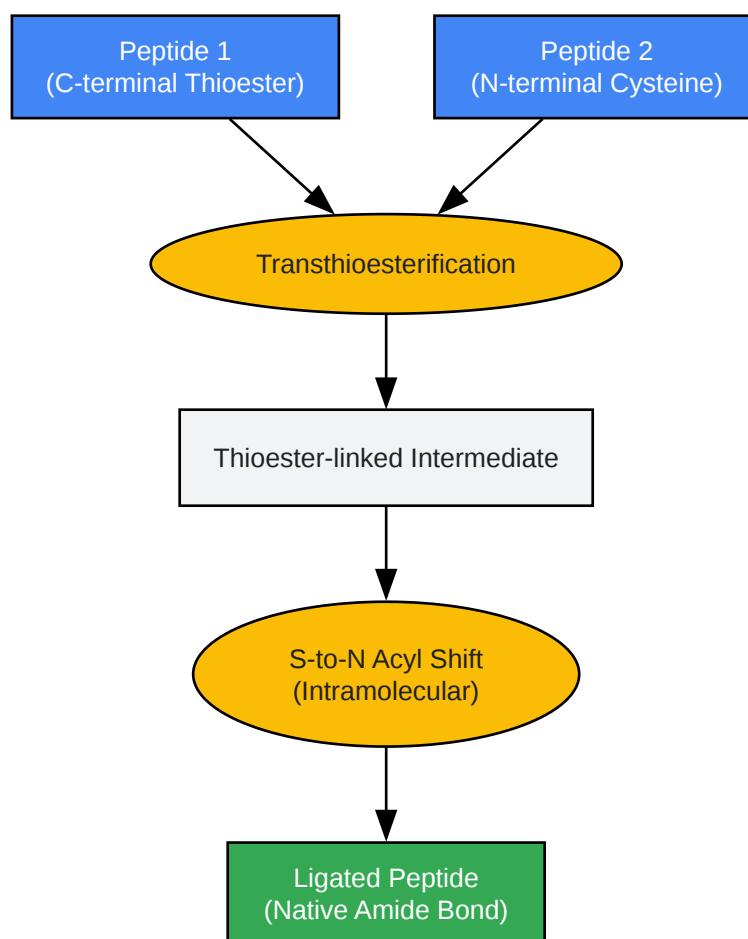 Peptide 1
(C-terminal Thioester)
Peptide 2
(N-terminal Cysteine)
Transthioesterification
Thioester-linked Intermediate
S-to-N Acyl Shift
(Intramolecular)
Ligated Peptide
(Native Amide Bond)